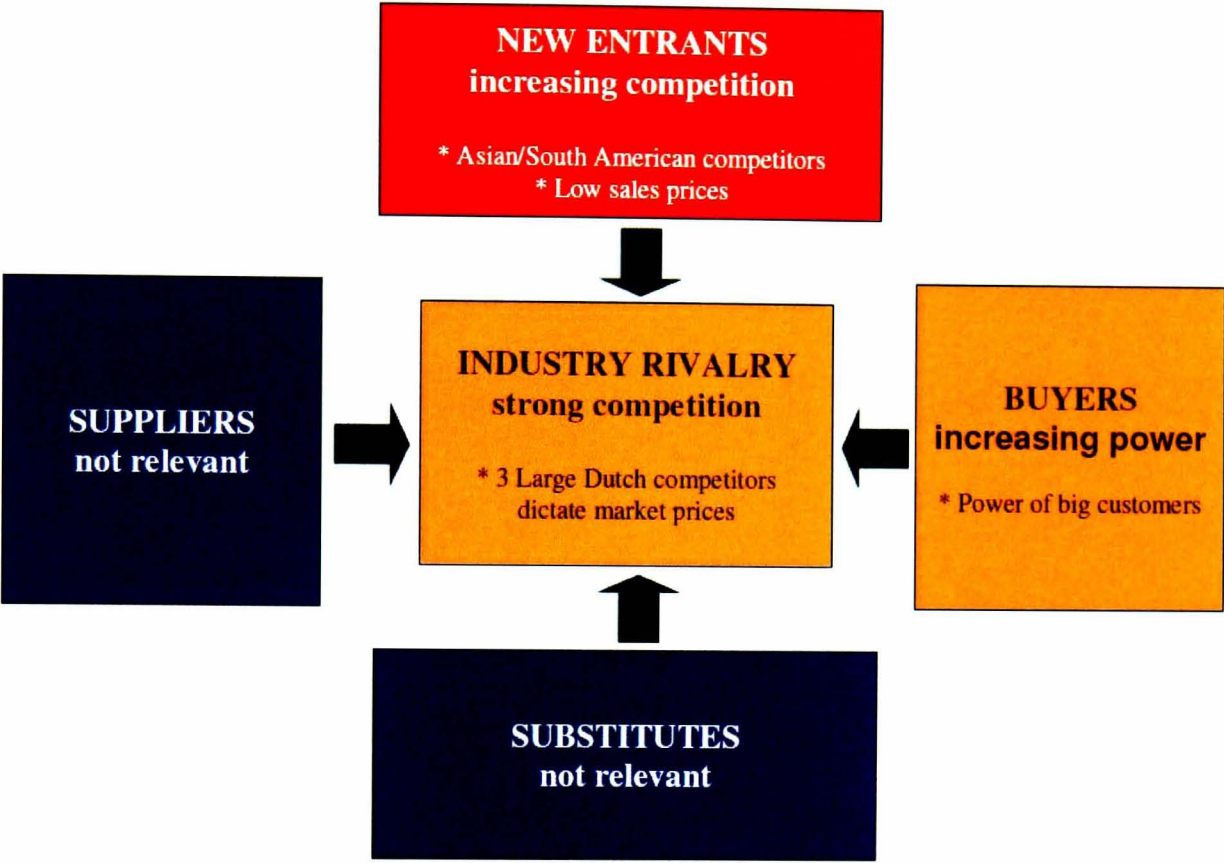 NEW ENTRANTS
increasing competition
* Asian/South American competitors
* Low sales prices
SUPPLIERS
not relevant
INDUSTRY RIVALRY
strong competition
* 3 Large Dutch competitors
dictate market prices
BUYERS
increasing power
* Power of big customers
SUBSTITUTES
not relevant